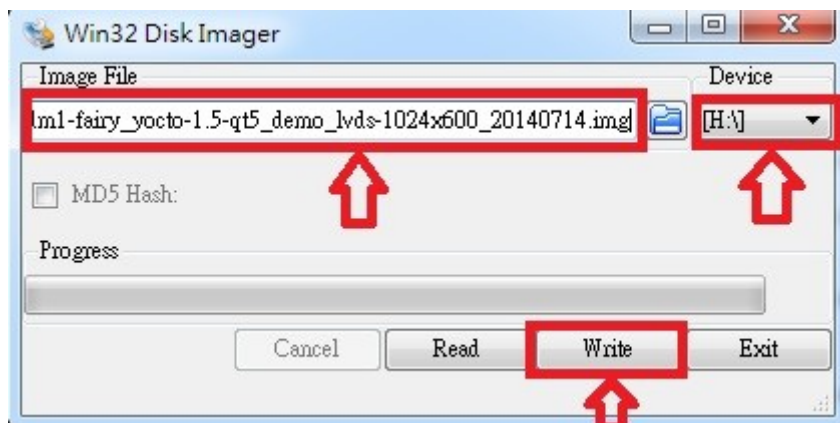 Win32 Disk Imager
Image File
Device
lm1-fairy_yocto-1.5-qt5_demo_lvds-1024x600_20140714.img
[H:\]
MD5 Hash:
Progress
Cancel
Read
Write
Exit